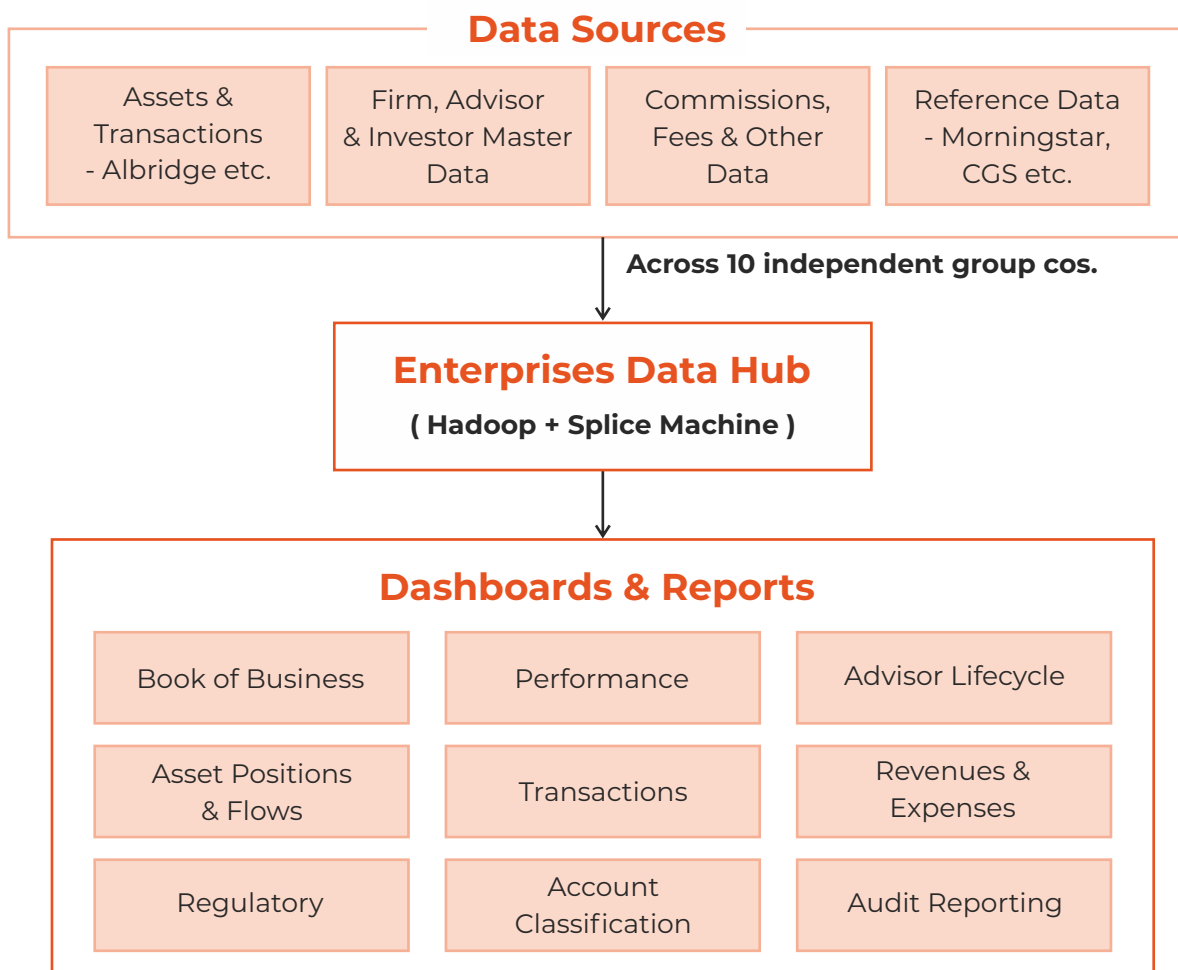 Data Sources
Assets &
Transactions
- Albridge etc.
Firm, Advisor
& Investor Master
Data
Commissions,
Fees & Other
Data
Reference Data
- Morningstar,
CGS etc.
Across 10 independent group cos.
Enterprises Data Hub
( Hadoop + Splice Machine )
Dashboards & Reports
Book of Business
Performance
Advisor Lifecycle
Asset Positions
& Flows
Transactions
Revenues &
Expenses
Regulatory
Account
Classification
Audit Reporting